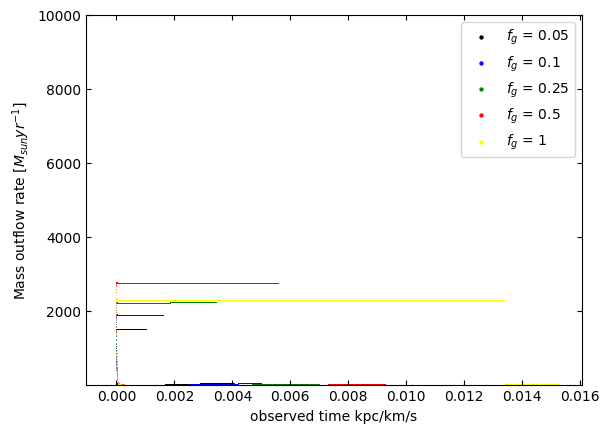 10000
8000
6000
4000
2000
Mass outflow rate [M_{sun}yr^{-1}]
f_g = 0.05
f_g = 0.1
f_g = 0.25
f_g = 0.5
f_g = 1
0.000 0.002 0.004 0.006 0.008 0.010 0.012 0.014 0.016
observed time kpc/km/s